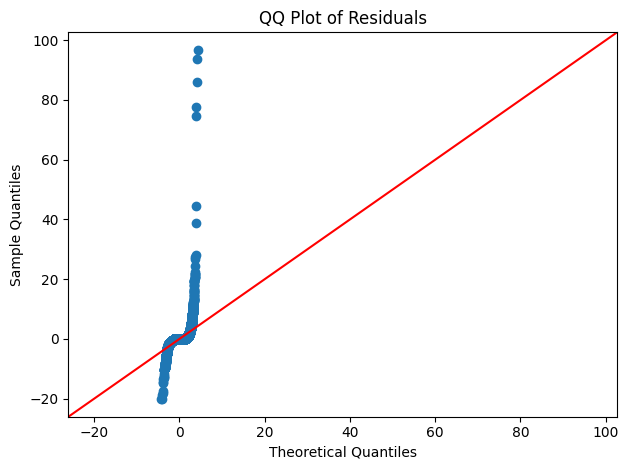 QQ Plot of Residuals
100
80
60
40
20
0
−20
Sample Quantiles
−20 0 20 40 60 80 100
Theoretical Quantiles